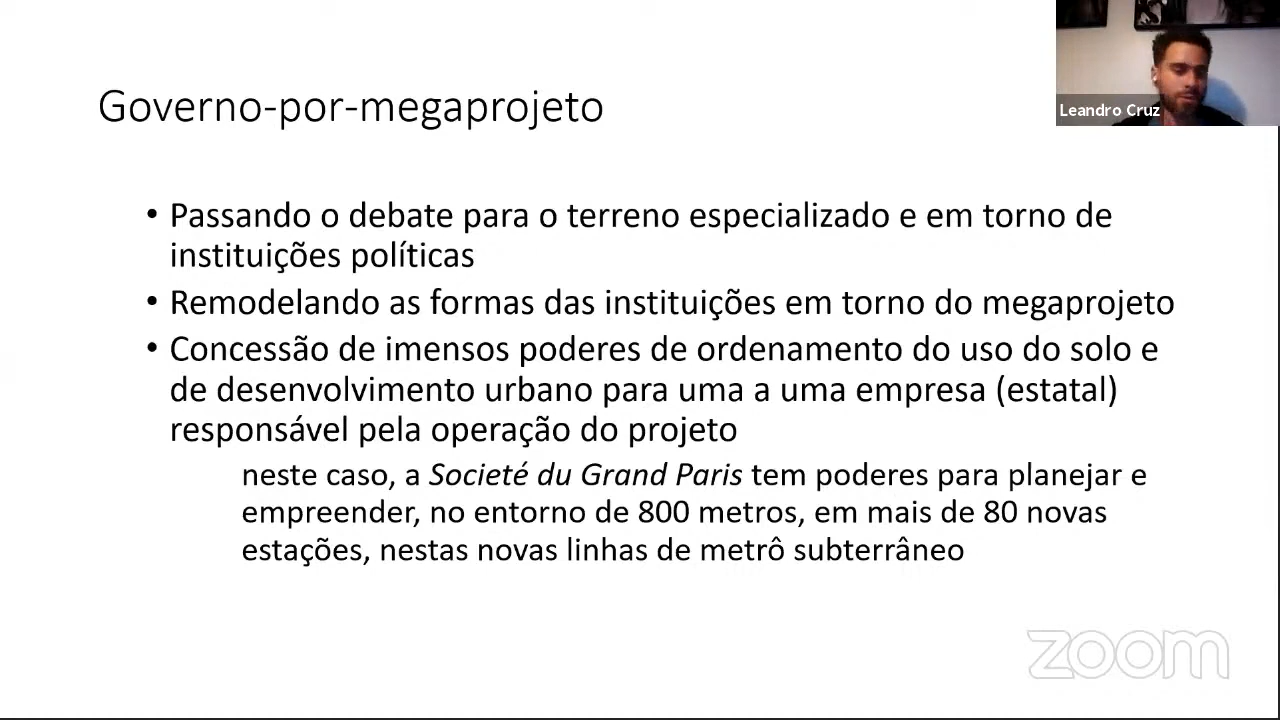 Governo-por-megaprojeto
Leandro Cruz
• Passando o debate para o terreno especializado e em torno de
instituições políticas
• Remodelando as formas das instituições em torno do megaprojeto
• Concessão de imensos poderes de ordenamento do uso do solo e
de desenvolvimento urbano para uma a uma empresa (estatal)
responsável pela operação do projeto
neste caso, a Societé du Grand Paris tem poderes para planejar e
empreender, no entorno de 800 metros, em mais de 80 novas
estações, nestas novas linhas de metrô subterrâneo
zoom